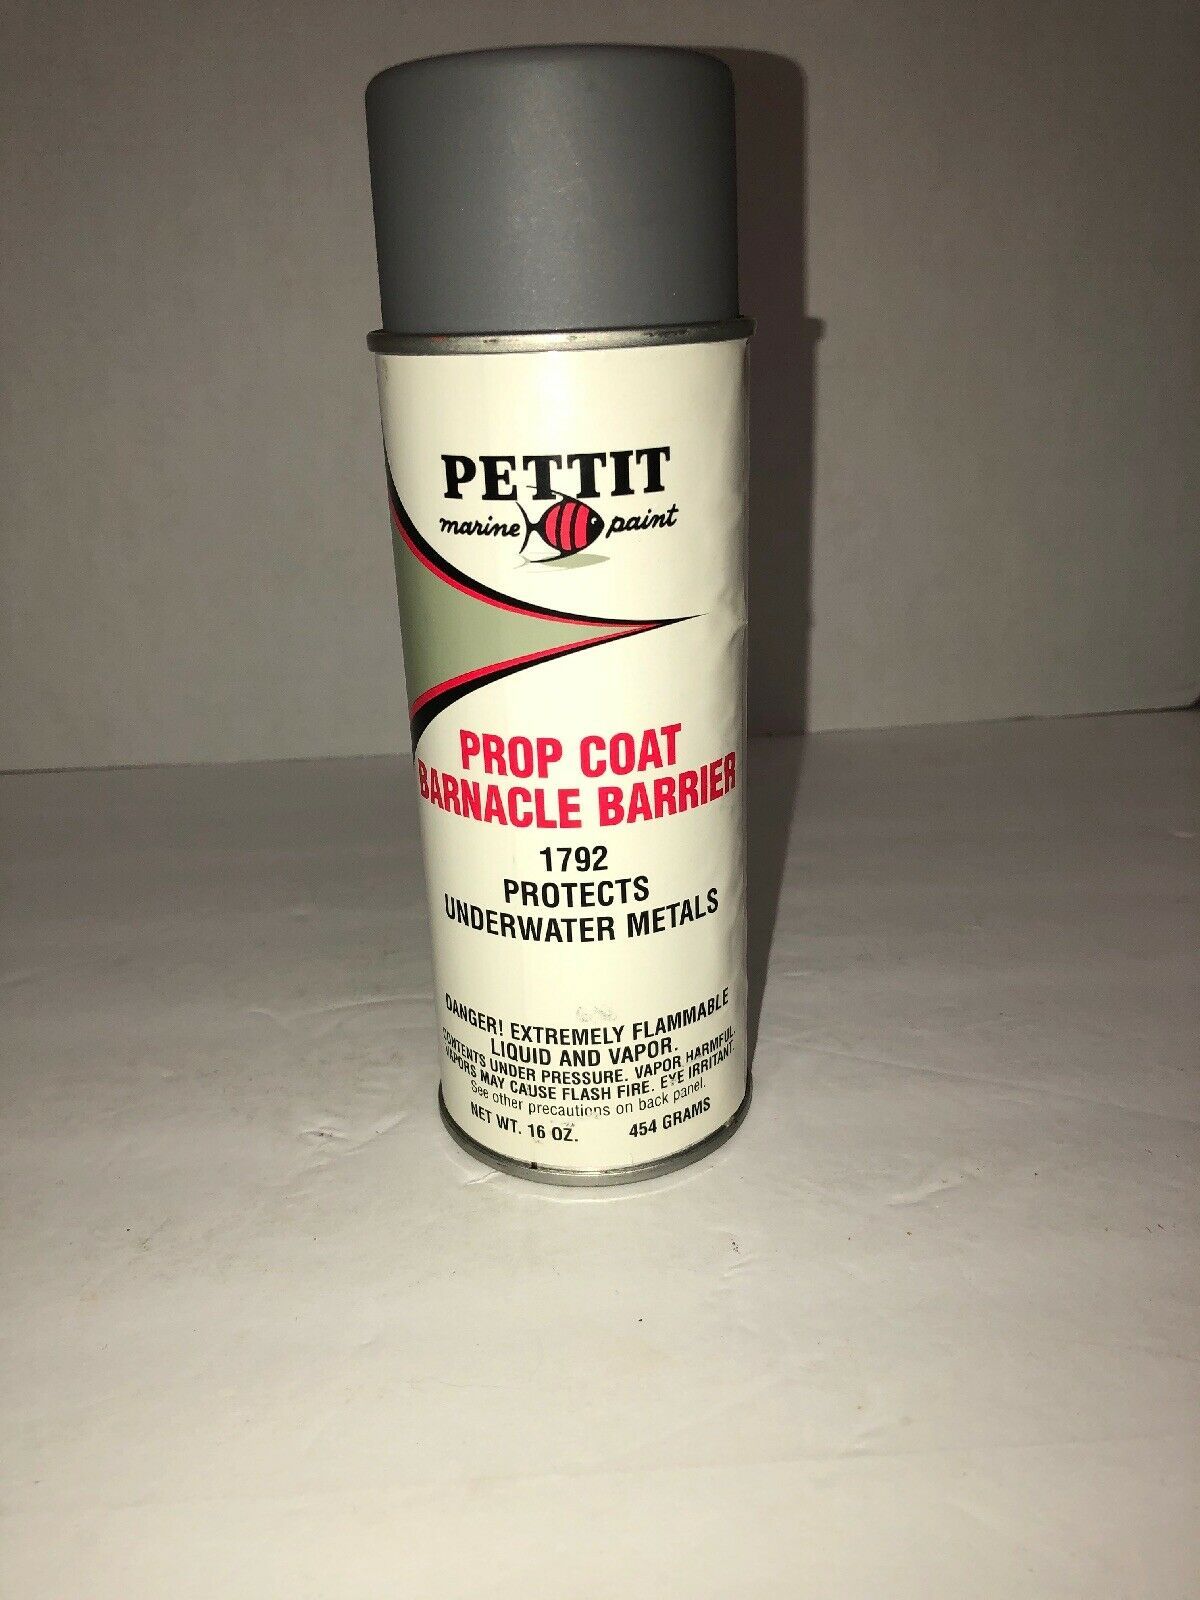 PETTIT
marine paint
PROP COAT
BARNACLE BARRIER
1792
PROTECTS
UNDERWATER METALS
DANGER! EXTREMELY FLAMMABLE
LIQUID AND VAPOR.
CONTENTS UNDER PRESSURE. VAPOR HARMFUL.
VAPORS MAY CAUSE FLASH FIRE. EYE IRRITANT.
See other precautions on back panel.
NET WT. 16 OZ. 454 GRAMS